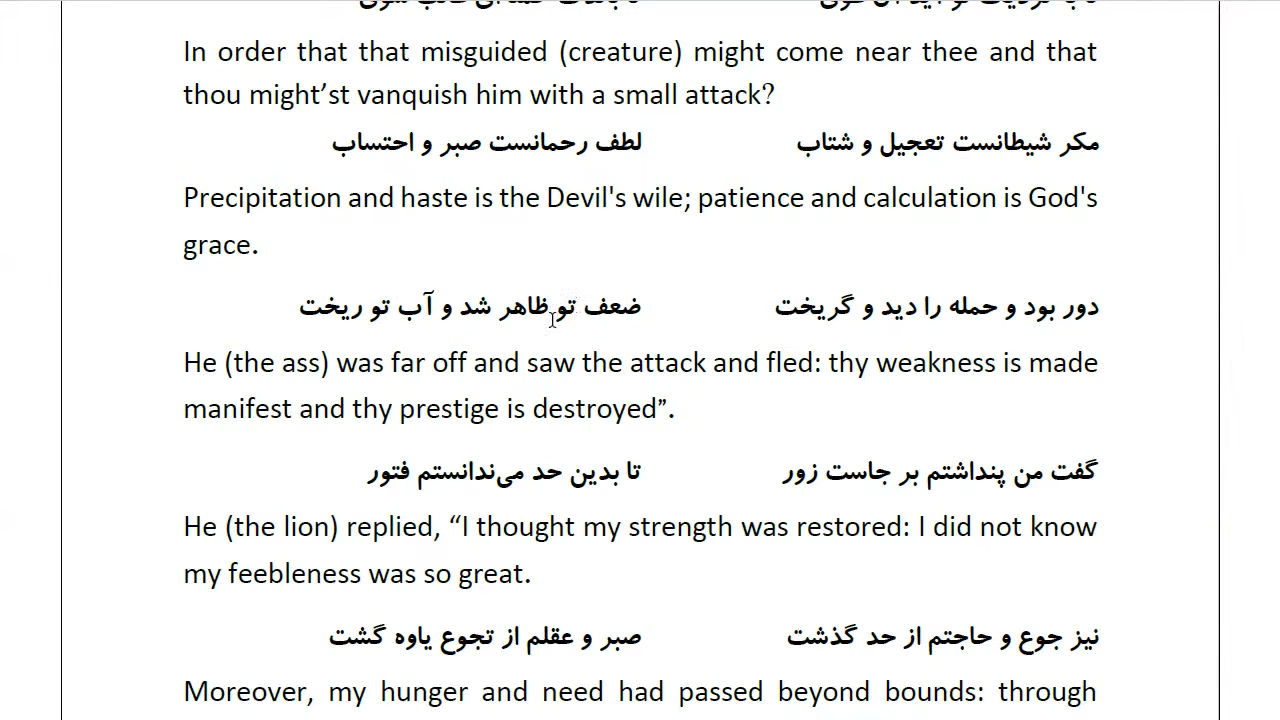 In order that that misguided (creature) might come near thee and that
thou might’st vanquish him with a small attack?
مکر شیطانست تعجیل و شتاب لطف رحمانست صبر و احتساب
Precipitation and haste is the Devil's wile; patience and calculation is God's
grace.
دور بود و حمله را دید و گریخت ضعف تو ظاهر شد و آب تو ریخت
He (the ass) was far off and saw the attack and fled: thy weakness is made
manifest and thy prestige is destroyed”.
گفت من پنداشتم بر جاست زور تا بدین حد می‌ندانستم فتور
He (the lion) replied, “I thought my strength was restored: I did not know
my feebleness was so great.
نیز جوع و حاجتم از حد گذشت صبر و عقلم از تجوع یاوه گشت
Moreover, my hunger and need had passed beyond bounds: through